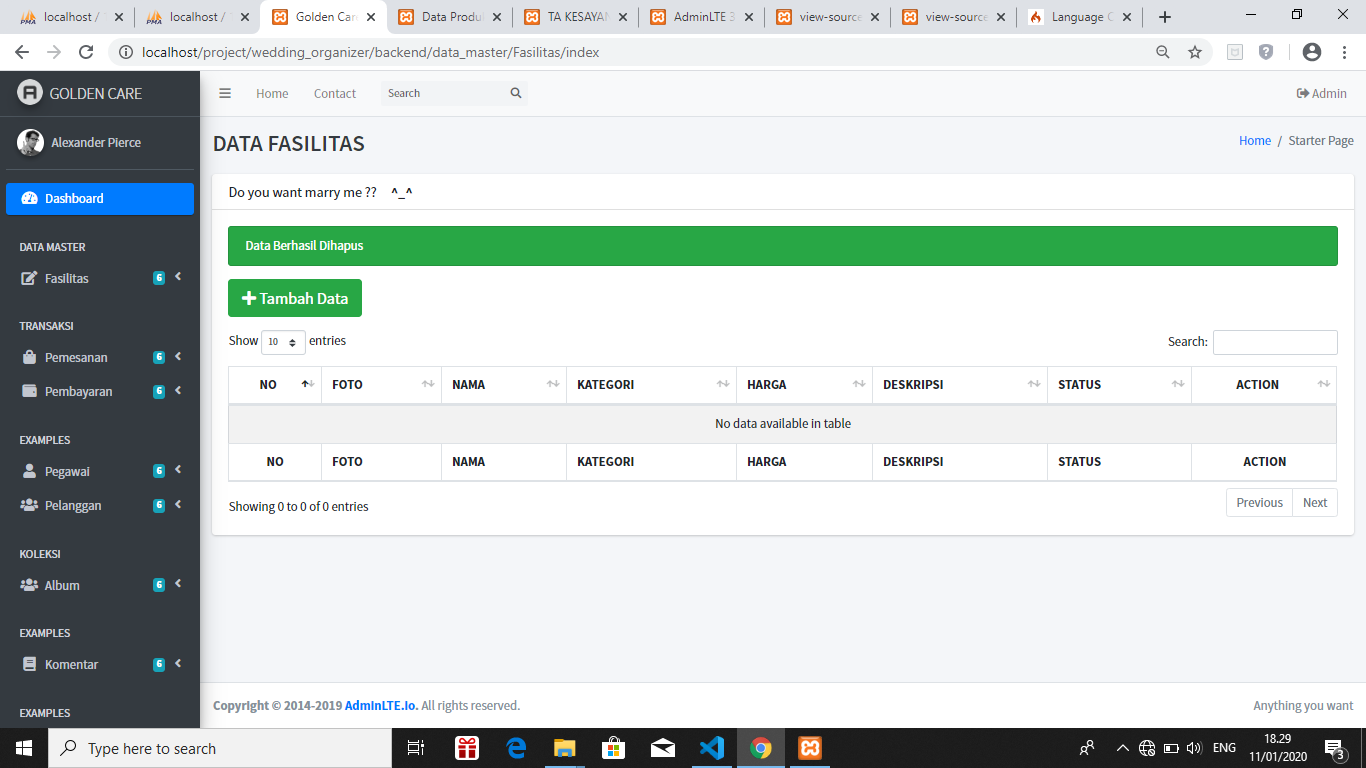 localhost /
localhost /
Golden Car
Data Produ
TA KESAYAN
AdminLTE 3
view-source
view-source
Language C
localhost/project/wedding_organizer/backend/data_master/Fasilitas/index
GOLDEN CARE
Home Contact Search Admin
Alexander Pierce
DATA FASILITAS
Home / Starter Page
Dashboard
DATA MASTER
Fasilitas 6
TRANSAKSI
Pemesanan 6
Pembayaran 6
EXAMPLES
Pegawai 6
Pelanggan 6
KOLEKSI
Album 6
EXAMPLES
Komentar 6
EXAMPLES
Do you want marry me ?? ^_^
Data Berhasil Dihapus
Tambah Data
Show 10 entries
Search:
NO FOTO NAMA KATEGORI HARGA DESKRIPSI STATUS ACTION
No data available in table
NO FOTO NAMA KATEGORI HARGA DESKRIPSI STATUS ACTION
Showing 0 to 0 of 0 entries
Previous Next
Copyright © 2014-2019 AdminLTE.io. All rights reserved.
Anything you want
Type here to search
ENG
18.29
11/01/2020
3